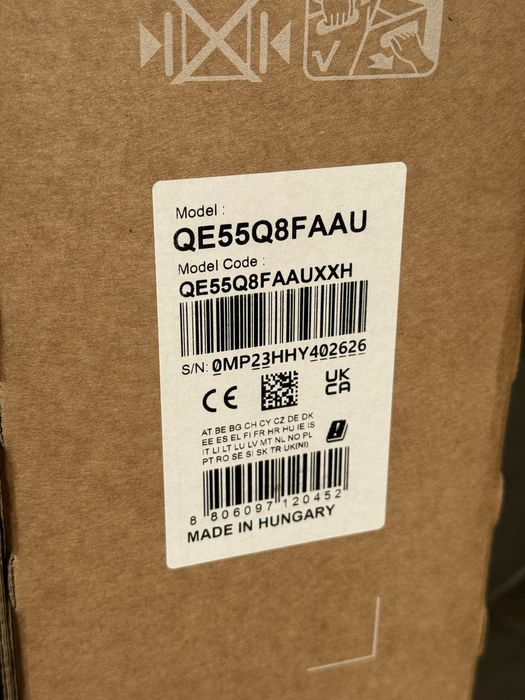 Model :
QE55Q8FAAU
Model Code :
QE55Q8FAAUXXH
S/N: 0MP23HHY402626
CE
UK
CA
AT BE BG CH CY CZ DE DK
EE ES EL FI FR HR HU IE IS
IT LI LT LU LV MT NL NO PL
PT RO SE SI SK TR UK(NI)
8 806097 120452
MADE IN HUNGARY